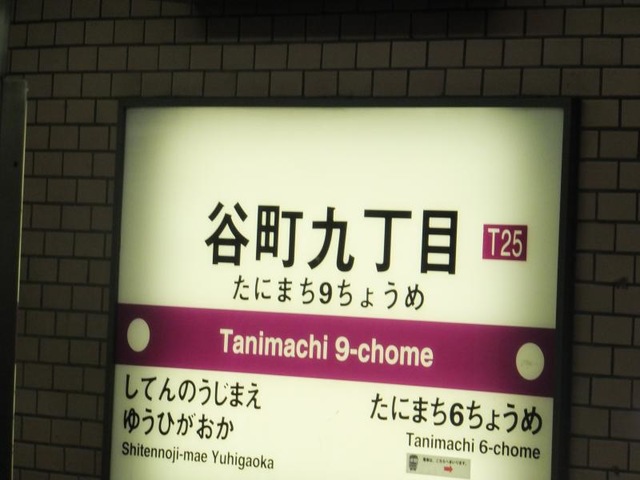 谷町九丁目 T25
たにまち9ちょうめ
Tanimachi 9-chome
してんのうじまえ
ゆうひがおか
Shitennoji-mae Yuhigaoka
たにまち6ちょうめ
Tanimachi 6-chome